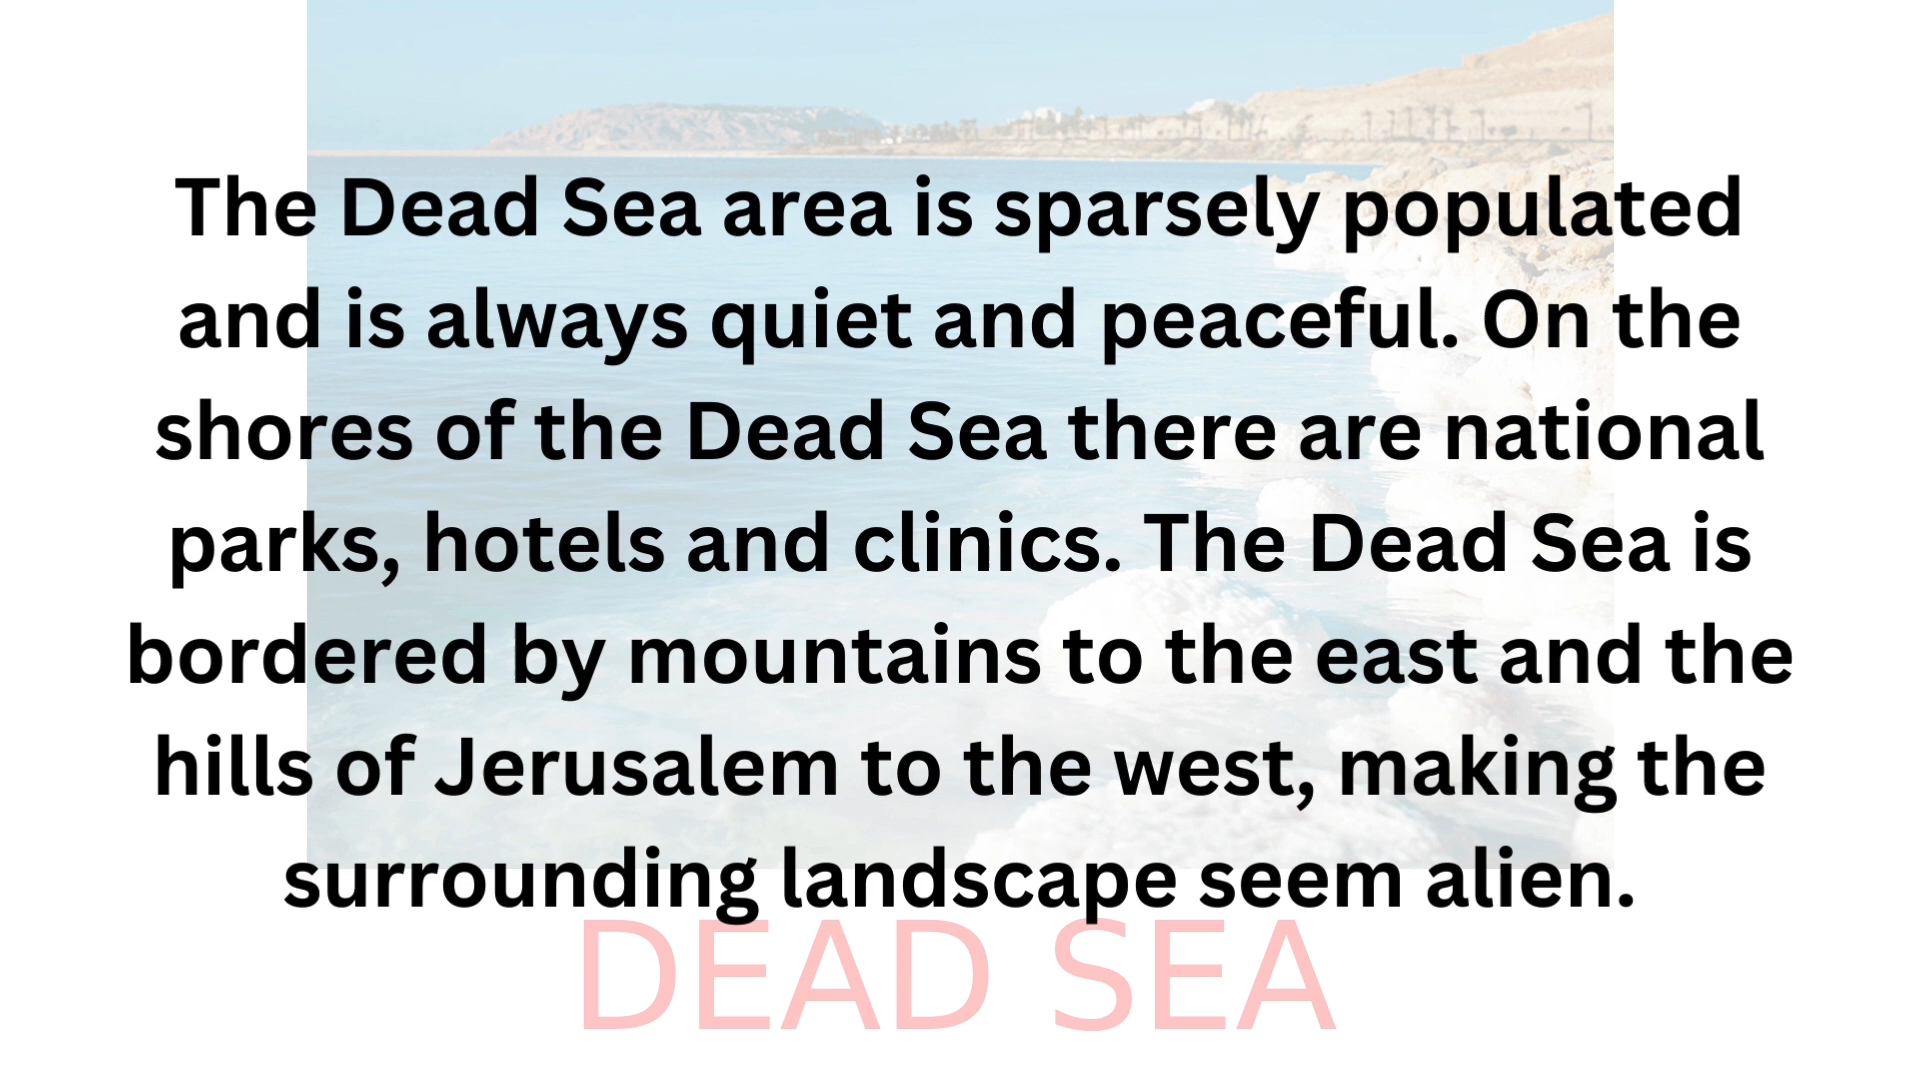 The Dead Sea area is sparsely populated
and is always quiet and peaceful. On the
shores of the Dead Sea there are national
parks, hotels and clinics. The Dead Sea is
bordered by mountains to the east and the
hills of Jerusalem to the west, making the
surrounding landscape seem alien.
DEAD SEA